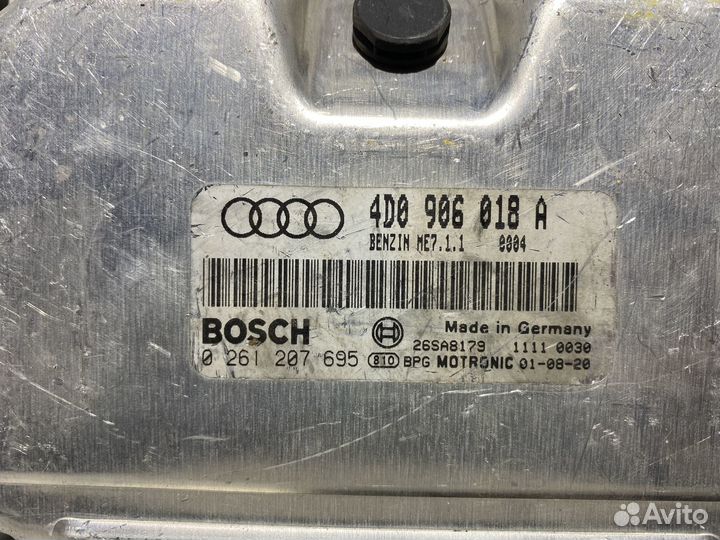 4D0 906 018 A
BENZIN ME7.1.1 0004
BOSCH
Made in Germany
26SA8179 1111 0030
0 261 207 695 810 BPG MOTRONIC 01-08-20
Avito